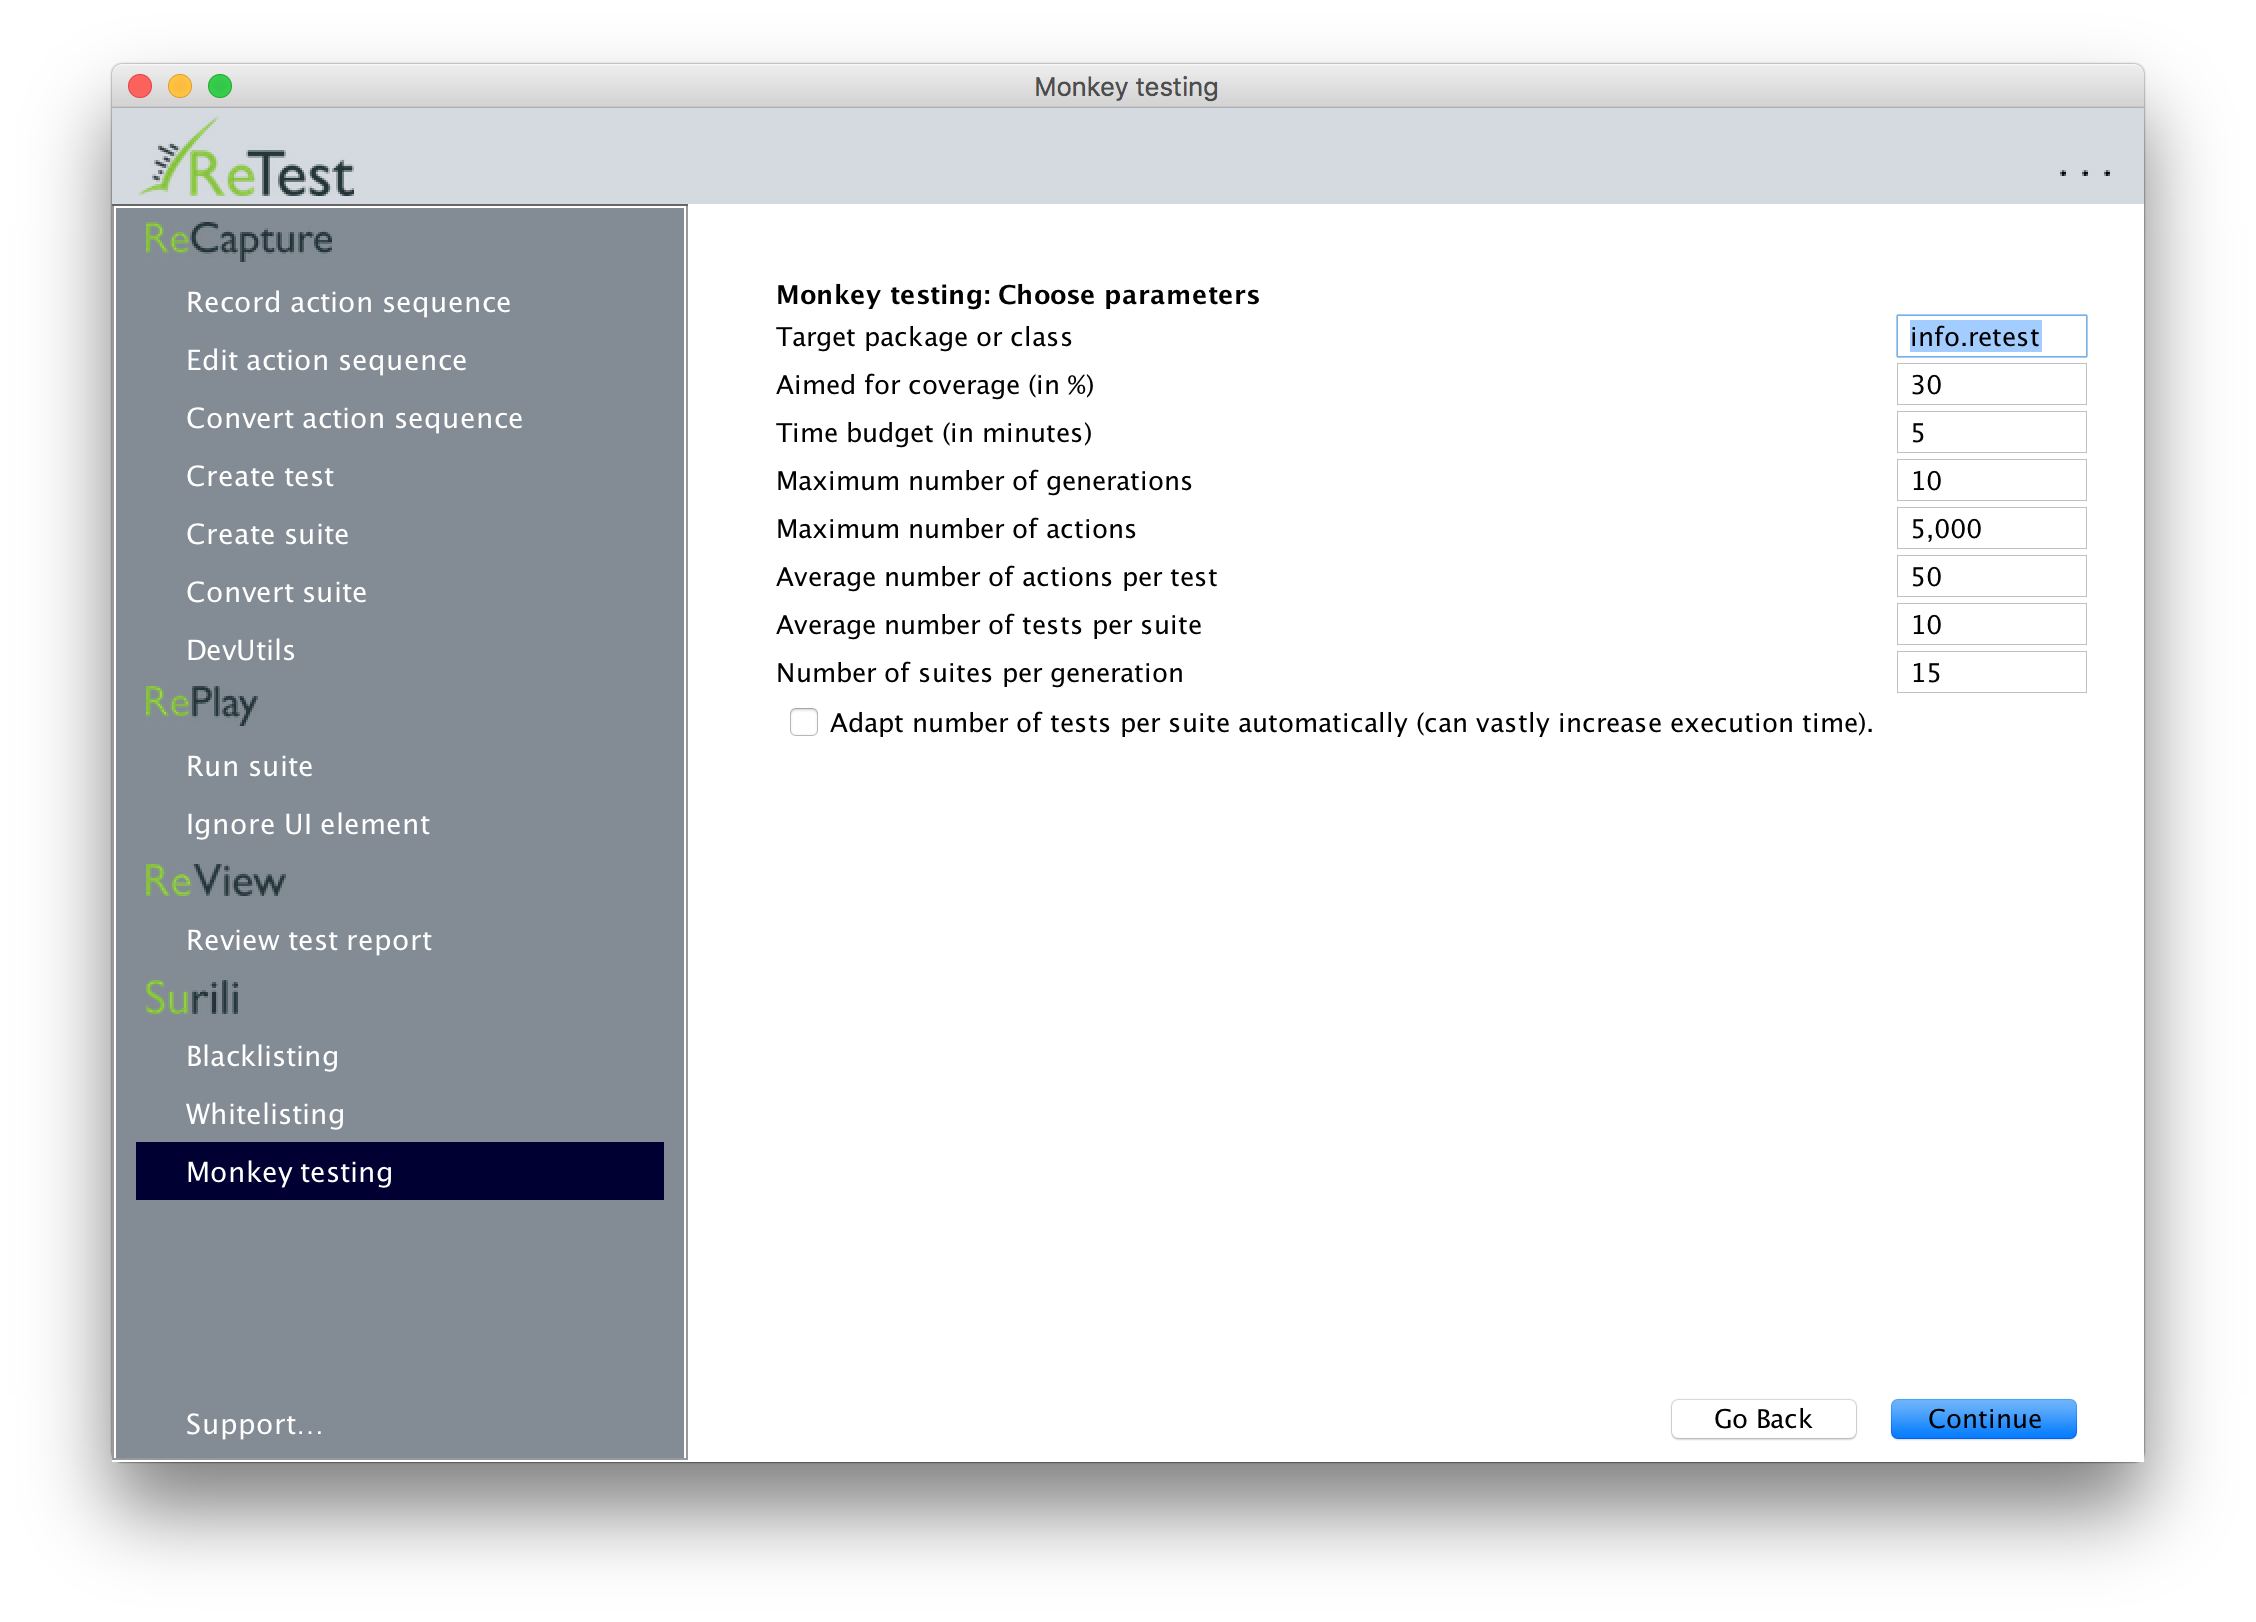 Monkey testing
ReTest
...
ReCapture
Record action sequence
Edit action sequence
Convert action sequence
Create test
Create suite
Convert suite
DevUtils
RePlay
Run suite
Ignore UI element
ReView
Review test report
Surili
Blacklisting
Whitelisting
Monkey testing
Support...
Monkey testing: Choose parameters
Target package or class info.retest
Aimed for coverage (in %) 30
Time budget (in minutes) 5
Maximum number of generations 10
Maximum number of actions 5,000
Average number of actions per test 50
Average number of tests per suite 10
Number of suites per generation 15
Adapt number of tests per suite automatically (can vastly increase execution time).
Go Back Continue